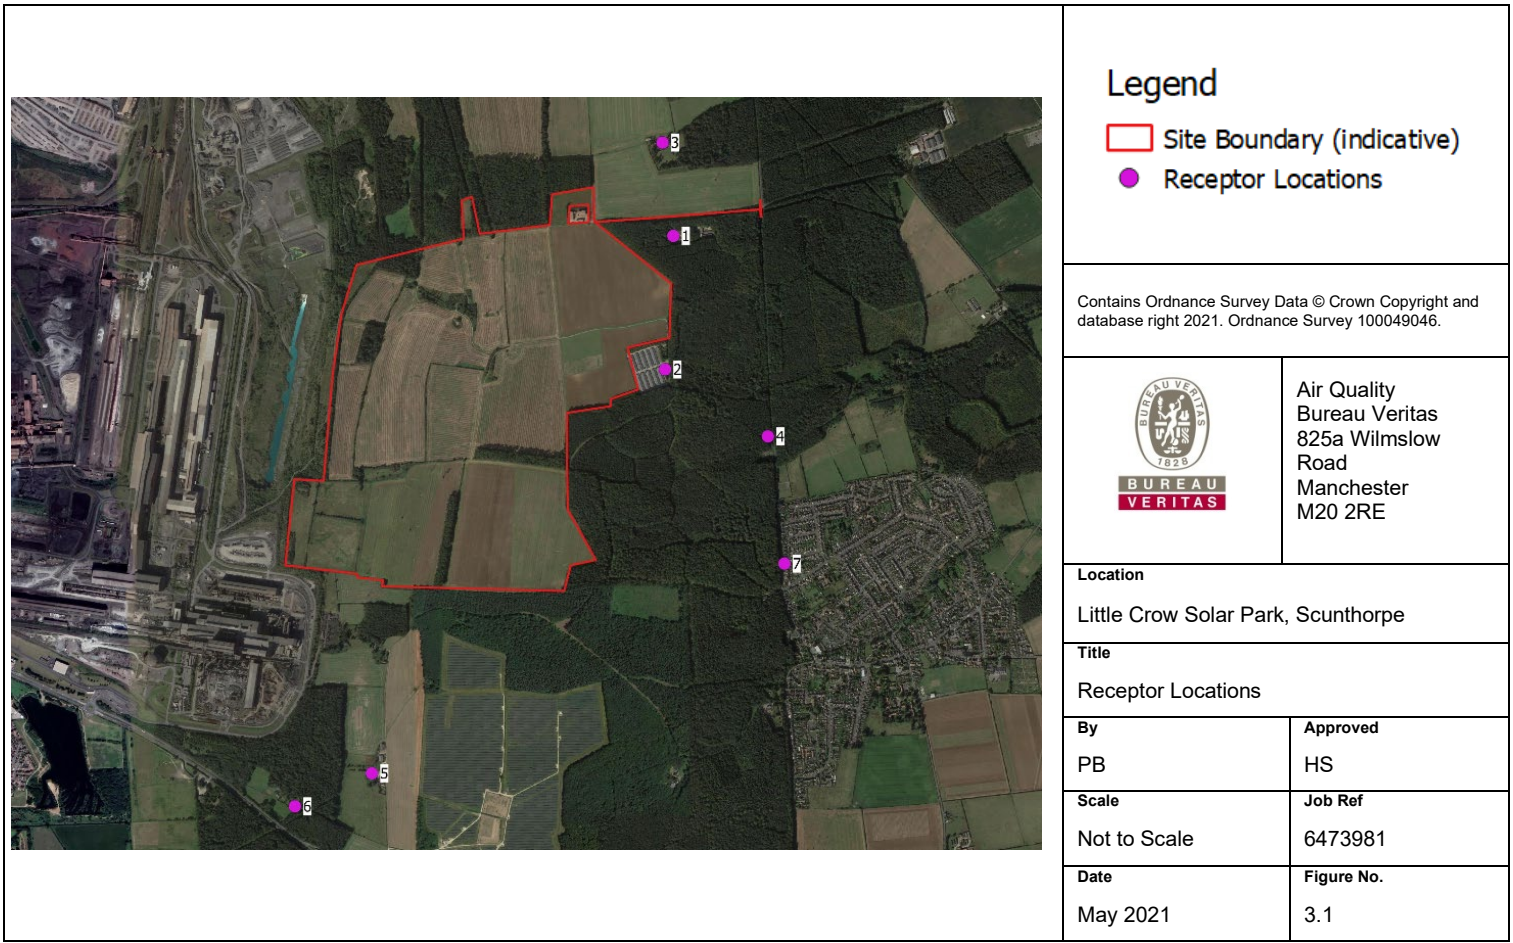 3
1
2
4
7
5
6
Legend
Site Boundary (indicative)
Receptor Locations
Contains Ordnance Survey Data © Crown Copyright and
database right 2021. Ordnance Survey 100049046.
BUREAU VERITAS
1828
BUREAU
VERITAS
Air Quality
Bureau Veritas
825a Wilmslow
Road
Manchester
M20 2RE
Location
Little Crow Solar Park, Scunthorpe
Title
Receptor Locations
By
PB
Approved
HS
Scale
Not to Scale
Job Ref
6473981
Date
May 2021
Figure No.
3.1